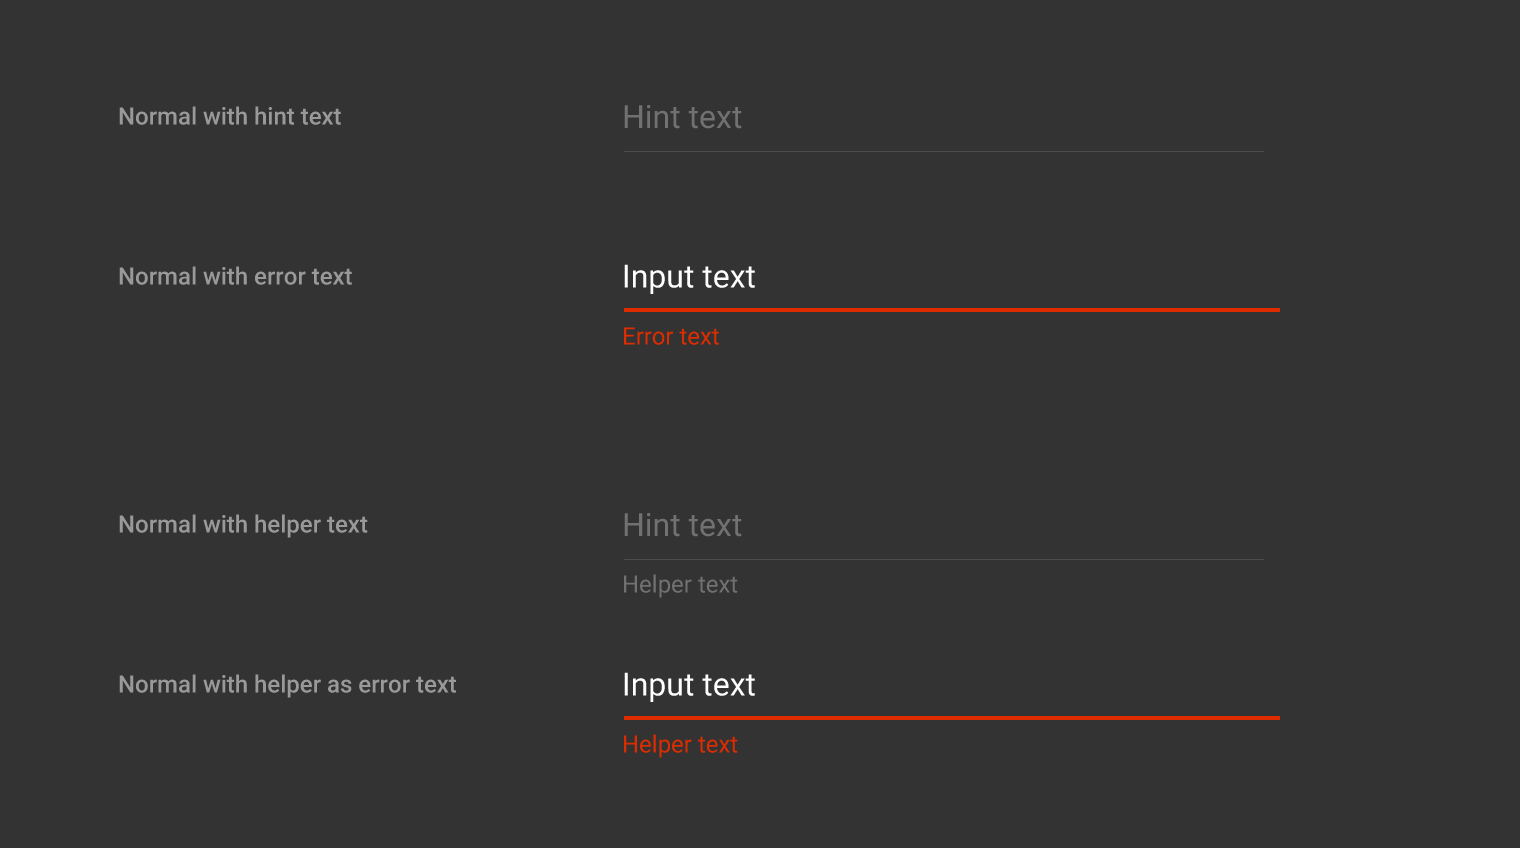 Normal with hint text
Hint text
Normal with error text
Input text
Error text
Normal with helper text
Hint text
Helper text
Normal with helper as error text
Input text
Helper text